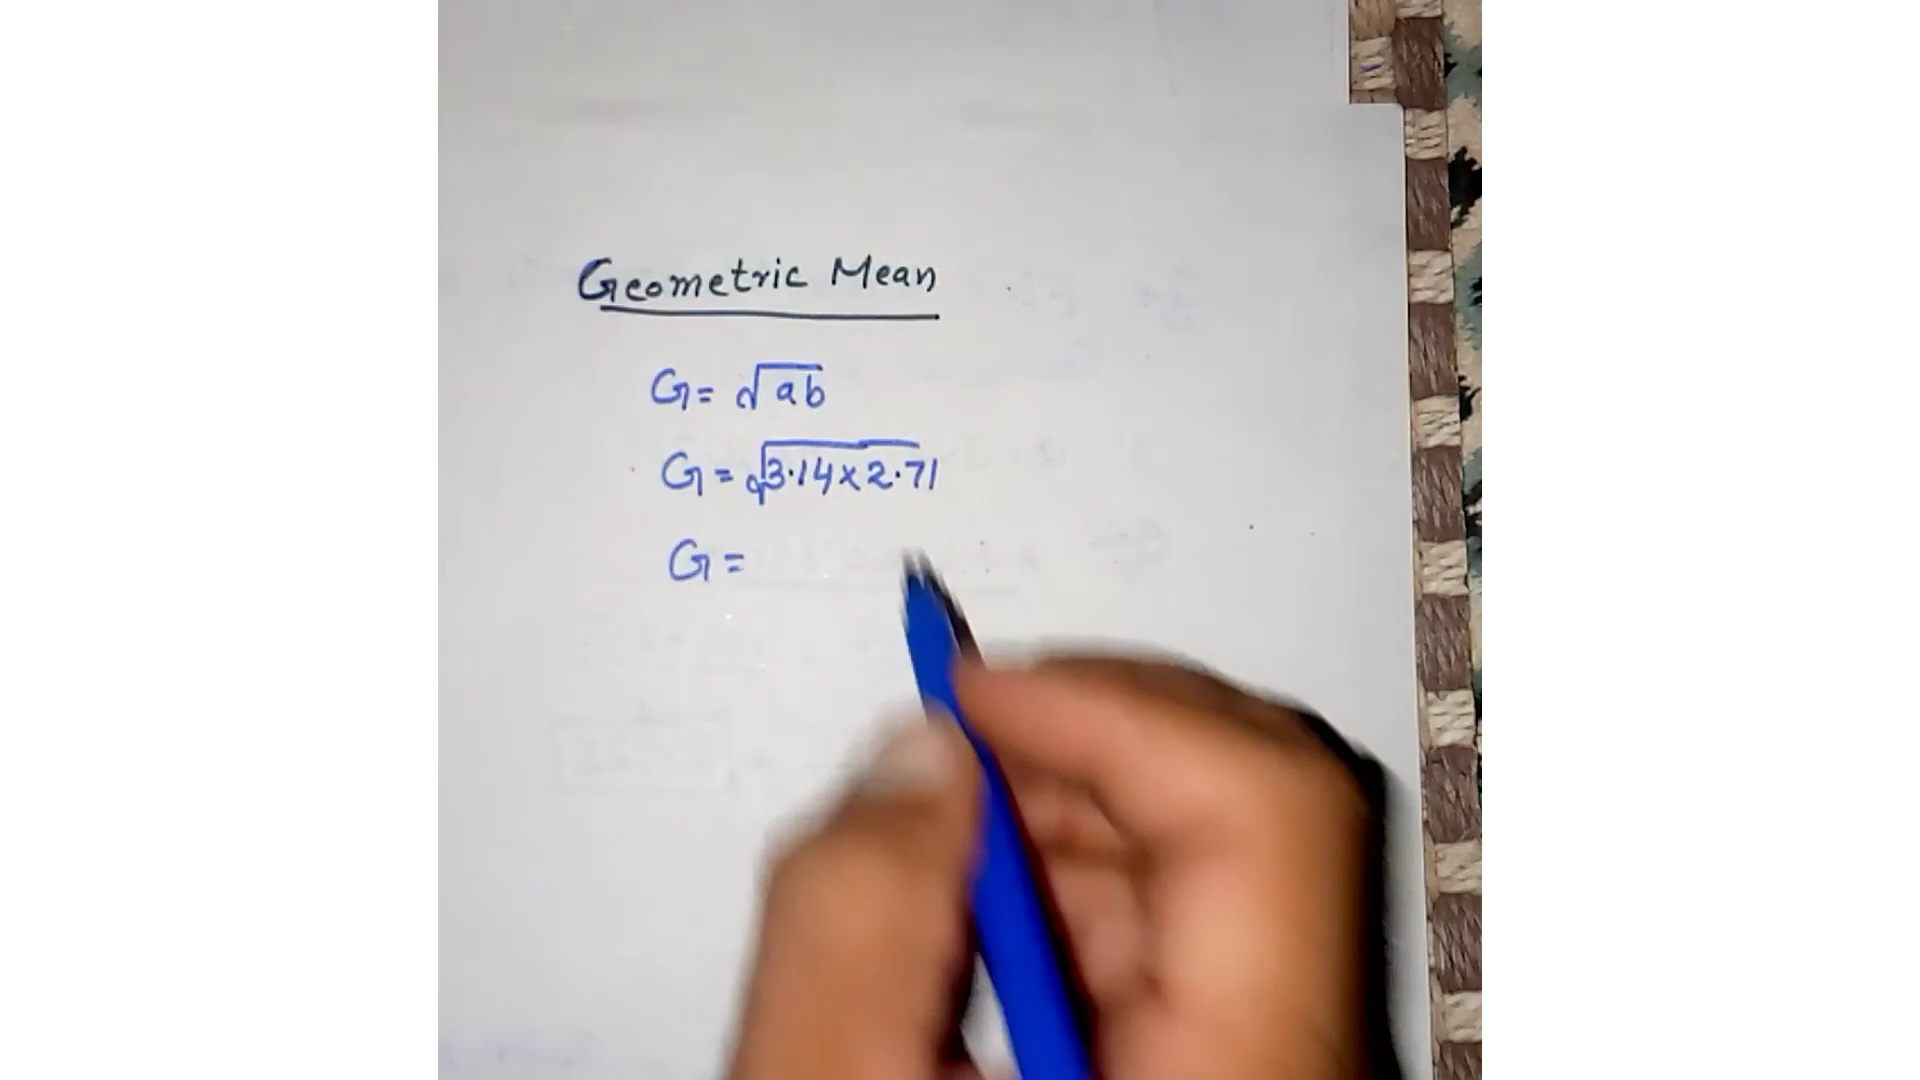 Geometric Mean
G = √ab
G = √3.14×2.71
G =